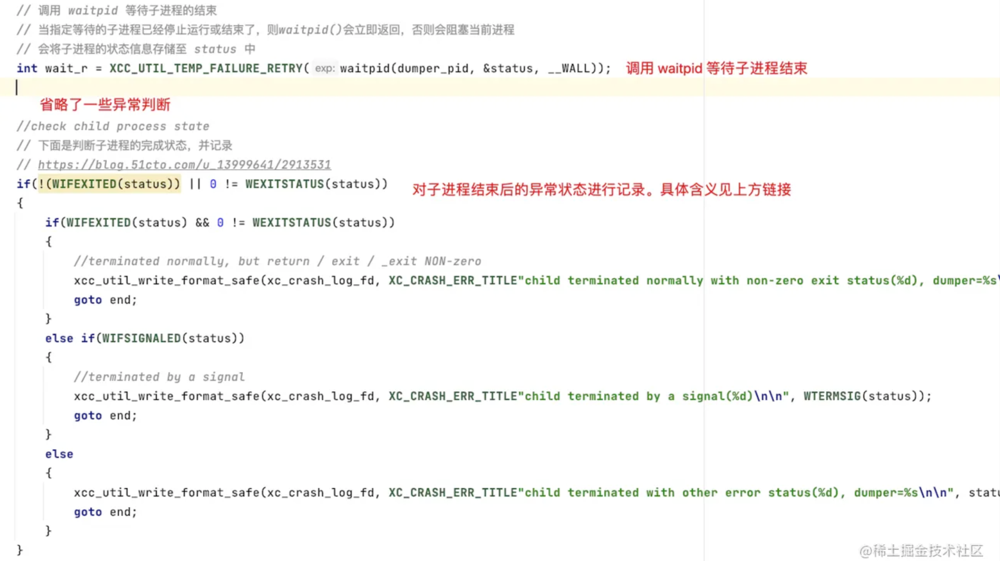 // 调用 waitpid 等待子进程的结束
// 当指定等待的子进程已经停止运行或结束了，则waitpid()会立即返回，否则会阻塞当前进程
// 会将子进程的状态信息存储至 status 中
int wait_r = XCC_UTIL_TEMP_FAILURE_RETRY( exp: waitpid(dumper_pid, &status, __WALL)); 调用 waitpid 等待子进程结束
省略了一些异常判断
//check child process state
// 下面是判断子进程的完成状态，并记录
// https://blog.51cto.com/u_13999641/2913531
if(!(WIFEXITED(status)) || 0 != WEXITSTATUS(status)) 对子进程结束后的异常状态进行记录。具体含义见上方链接
{
if(WIFEXITED(status) && 0 != WEXITSTATUS(status))
{
//terminated normally, but return / exit / _exit NON-zero
xcc_util_write_format_safe(xc_crash_log_fd, XC_CRASH_ERR_TITLE"child terminated normally with non-zero exit status(%d), dumper=%s\
goto end;
}
else if(WIFSIGNALED(status))
{
//terminated by a signal
xcc_util_write_format_safe(xc_crash_log_fd, XC_CRASH_ERR_TITLE"child terminated by a signal(%d)\n\n", WTERMSIG(status));
goto end;
}
else
{
xcc_util_write_format_safe(xc_crash_log_fd, XC_CRASH_ERR_TITLE"child terminated with other error status(%d), dumper=%s\n\n", statu
goto end;
}
}
@稀土掘金技术社区